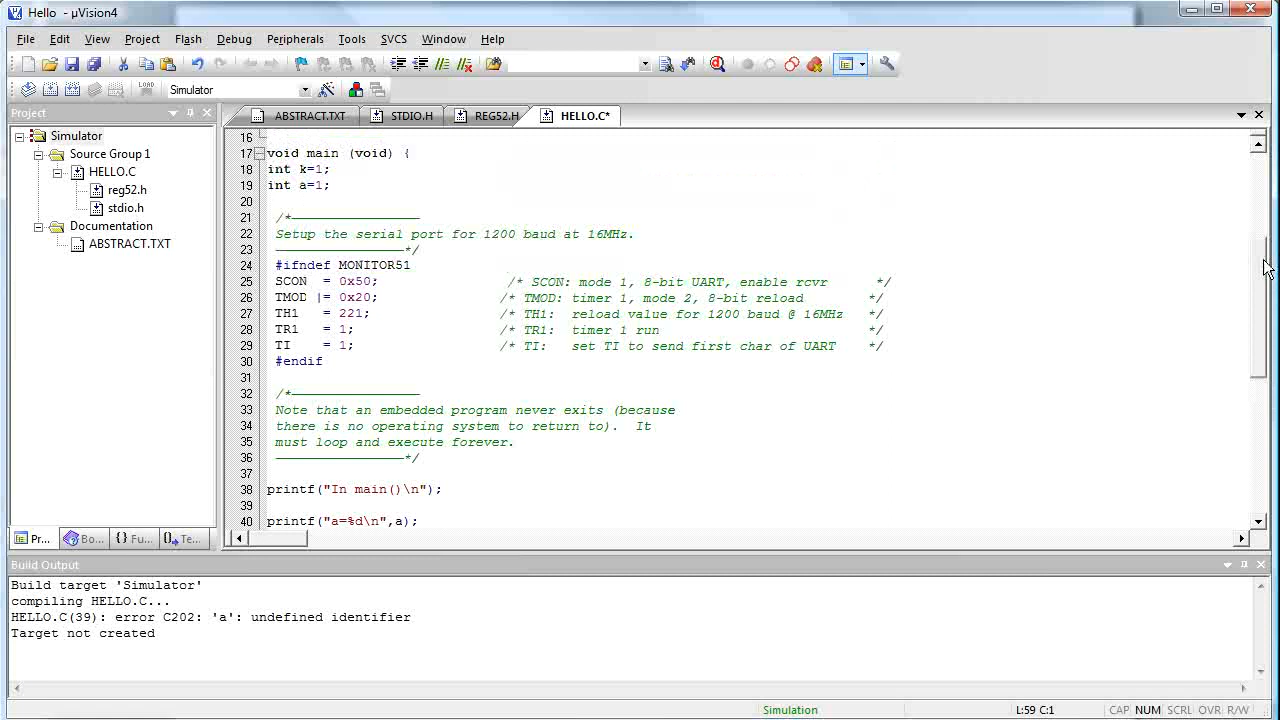 Hello - µVision4
File Edit View Project Flash Debug Peripherals Tools SVCS Window Help
LOAD Simulator
Project
Simulator
Source Group 1
HELLO.C
reg52.h
stdio.h
Documentation
ABSTRACT.TXT
Pr... Bo... {} Fu... Te...
ABSTRACT.TXT STDIO.H REG52.H HELLO.C*
16
17 void main (void) {
18 int k=1;
19 int a=1;
20
21 /*————————————————
22 Setup the serial port for 1200 baud at 16MHz.
23 ————————————————*/
24 #ifndef MONITOR51
25 SCON = 0x50; /* SCON: mode 1, 8-bit UART, enable rcvr */
26 TMOD |= 0x20; /* TMOD: timer 1, mode 2, 8-bit reload */
27 TH1 = 221; /* TH1: reload value for 1200 baud @ 16MHz */
28 TR1 = 1; /* TR1: timer 1 run */
29 TI = 1; /* TI: set TI to send first char of UART */
30 #endif
31
32 /*————————————————
33 Note that an embedded program never exits (because
34 there is no operating system to return to). It
35 must loop and execute forever.
36 ————————————————*/
37
38 printf("In main()\n");
39
40 printf("a=%d\n",a);
Build Output
Build target 'Simulator'
compiling HELLO.C...
HELLO.C(39): error C202: 'a': undefined identifier
Target not created
Simulation L:59 C:1 CAP NUM SCRL OVR R/W